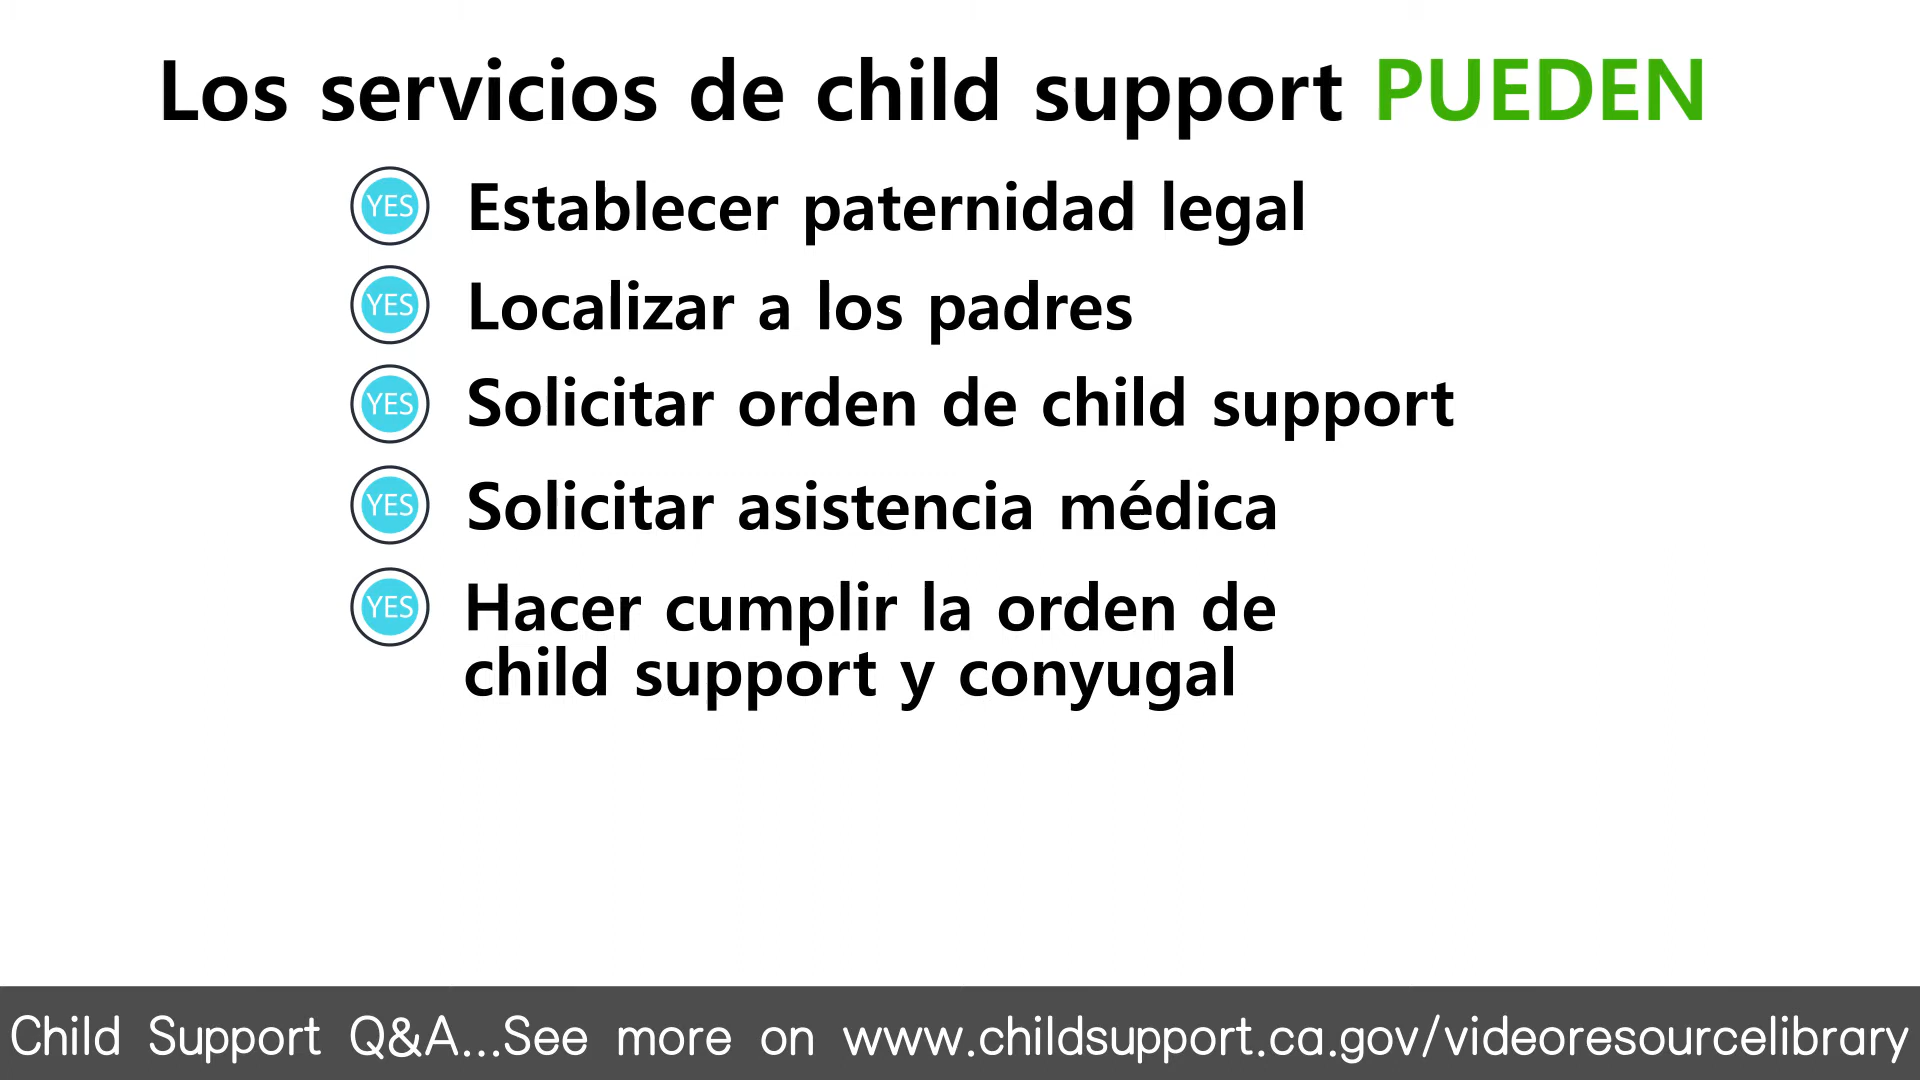 Los servicios de child support PUEDEN
YES Establecer paternidad legal
YES Localizar a los padres
YES Solicitar orden de child support
YES Solicitar asistencia médica
YES Hacer cumplir la orden de
child support y conyugal
Child Support Q&A...See more on www.childsupport.ca.gov/videoresourcelibrary